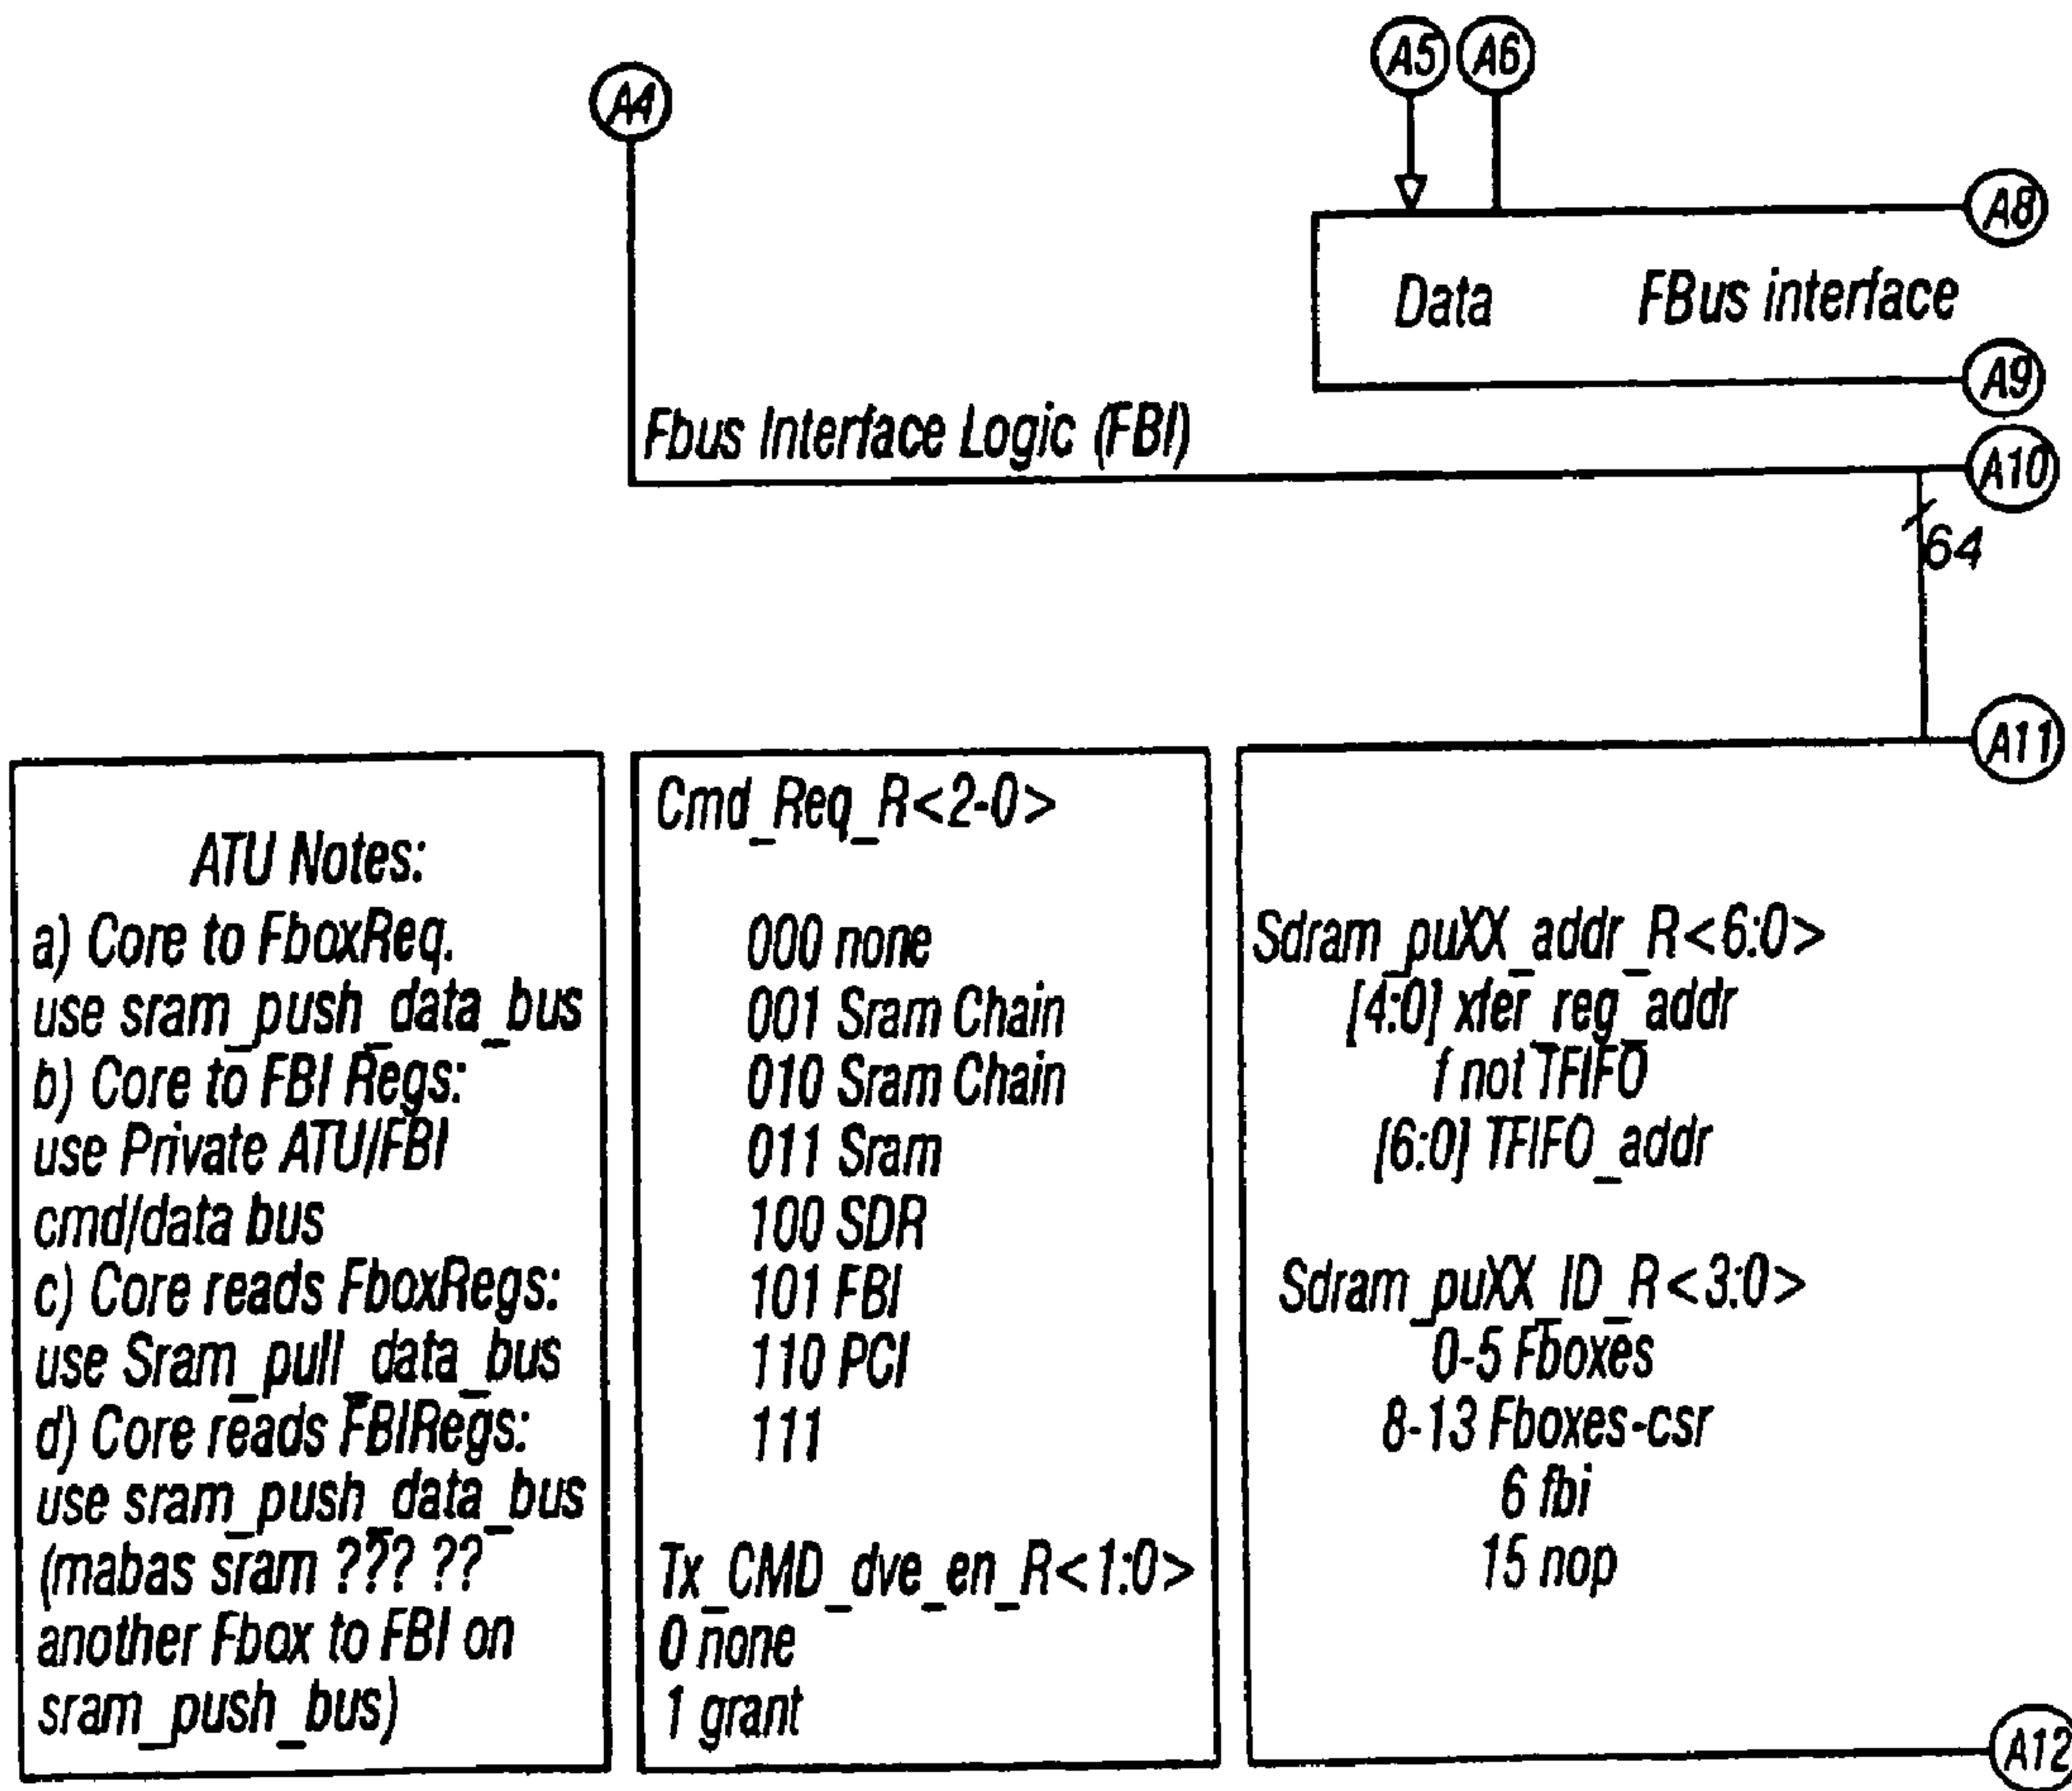 A5 A6
A4
A8
Data FBus interface
A9
Fbus Interface Logic (FBI)
A10
64
A11
ATU Notes:
a) Core to FboxReq.
use sram_push_data_bus
b) Core to FBI Regs:
use Private ATU/FBI
cmd/data bus
c) Core reads FboxRegs:
use Sram_pull_data_bus
d) Core reads FBIRegs:
use sram_push_data_bus
(mabas sram ??? ??
another Fbox to FBI on
sram_push_bus)
Cmd_Req_R<2-0>
000 none
001 Sram Chain
010 Sram Chain
011 Sram
100 SDR
101 FBI
110 PCI
111
Tx_CMD_dve_en_R<1:0>
0 none
1 grant
Sdram_puXX_addr_R<6:0>
[4:0] xfer_reg_addr
f not TFIFO
[6:0] TFIFO_addr
Sdram_puXX_ID_R<3:0>
0-5 Fboxes
8-13 Fboxes-csr
6 fbi
15 nop
A12